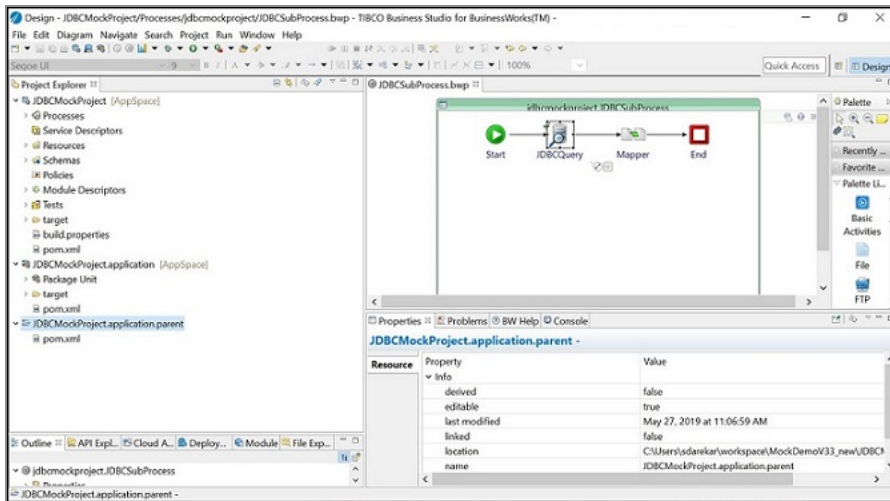 Design - JDBCMockProject/Processes/jdbcmockproject/JDBCSubProcess.bwp - TIBCO Business Studio for BusinessWorks(TM) -
File Edit Diagram Navigate Search Project Run Window Help
Segoe UI 9 100% Quick Access Design
Project Explorer
JDBCMockProject [AppSpace]
Processes
Service Descriptors
Resources
Schemas
Policies
Module Descriptors
Tests
target
build.properties
pom.xml
JDBCMockProject.application [AppSpace]
Package Unit
target
pom.xml
JDBCMockProject.application.parent
pom.xml
Outline API Expl... Cloud A... Deploy... Module File Exp...
jdbcmockproject.JDBCSubProcess
Properties
JDBCMockProject.application.parent -
JDBCSubProcess.bwp
jdbcmockproject.JDBCSubProcess
Start JDBCQuery Mapper End
Palette
Recently ...
Favorite ...
Palette Li...
Basic
Activities
File
FTP
Properties Problems BW Help Console
JDBCMockProject.application.parent -
Resource
Property Value
Info
derived false
editable true
last modified May 27, 2019 at 11:06:59 AM
linked false
location C:\Users\sdarekar\workspace\MockDemoV33_new\JDBCM
name JDBCMockProject.application.parent